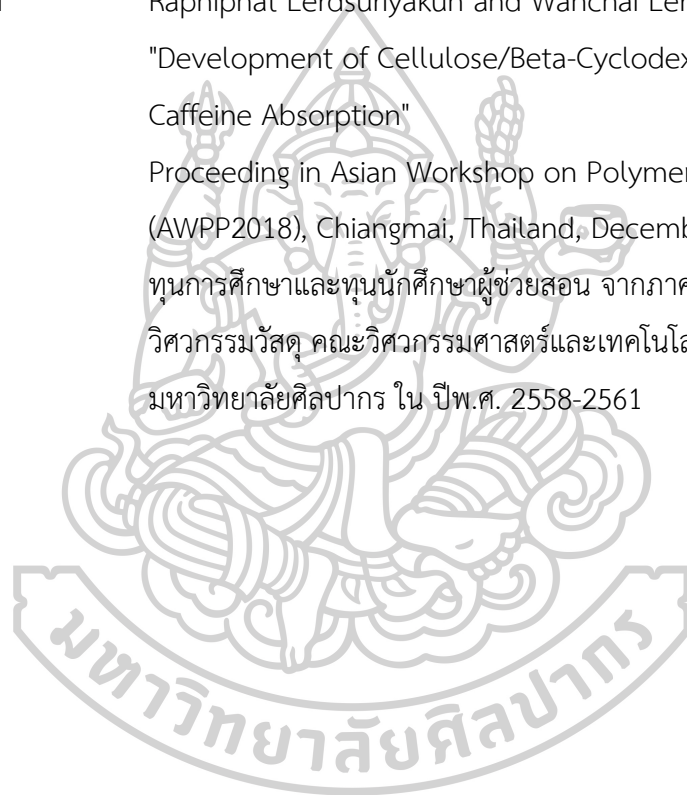 Raphiphat Lerdsunyakun and Wanchai
"Development of Cellulose/Beta-Cyclodex
Caffeine Absorption"
Proceeding in Asian Workshop on Polymer
(AWPP2018), Chiangmai, Thailand, Decemb
ทุนการศึกษาและทุนนักศึกษาผู้ช่วยสอน จากภาค
วิศวกรรมวัสดุ คณะวิศวกรรมศาสตร์และเทคโนโล
มหาวิทยาลัยศิลปากร ใน ปีพ.ศ. 2558-2561
มหาวิทยาลัยศิลปากร